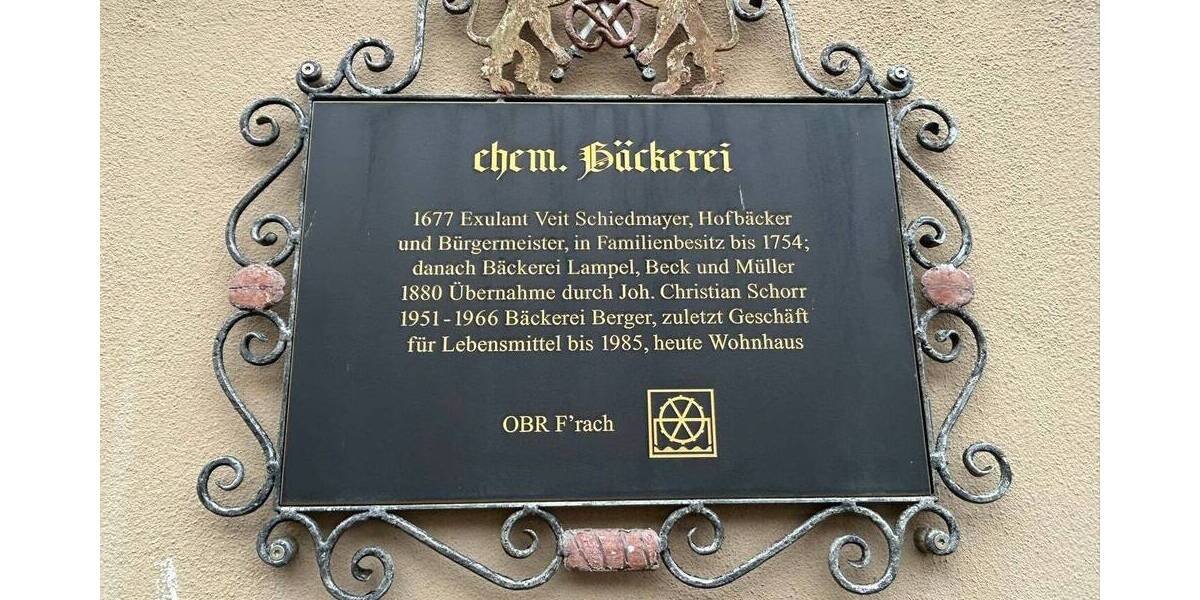 ehem. Bäckerei
1677 Exulant Veit Schiedmayer, Hofbäcker
und Bürgermeister, in Familienbesitz bis 1754;
danach Bäckerei Lampel, Beck und Müller
1880 Übernahme durch Joh. Christian Schorr
1951-1966 Bäckerei Berger, zuletzt Geschäft
für Lebensmittel bis 1985, heute Wohnhaus
OBR F'rach